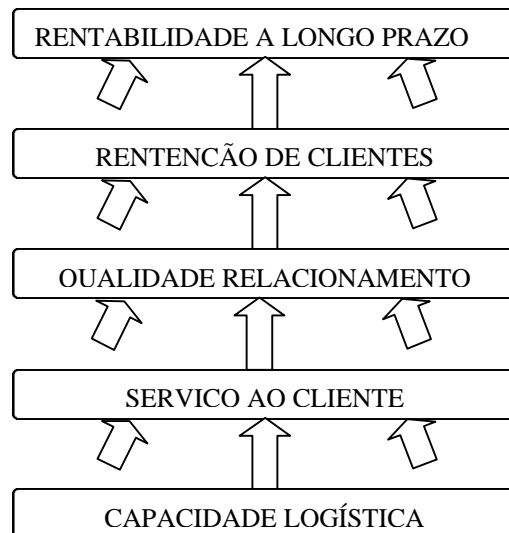 RENTABILIDADE A LONGO PRAZO
RENTENCÃO DE CLIENTES
OUALIDADE RELACIONAMENTO
SERVICO AO CLIENTE
CAPACIDADE LOGÍSTICA